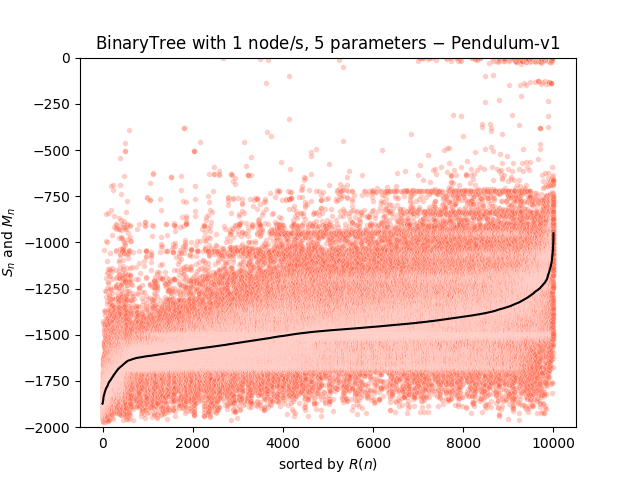 BinaryTree with 1 node/s, 5 parameters − Pendulum-v1
S_n and M_n
0
−250
−500
−750
−1000
−1250
−1500
−1750
−2000
0 2000 4000 6000 8000 10000
sorted by R(n)